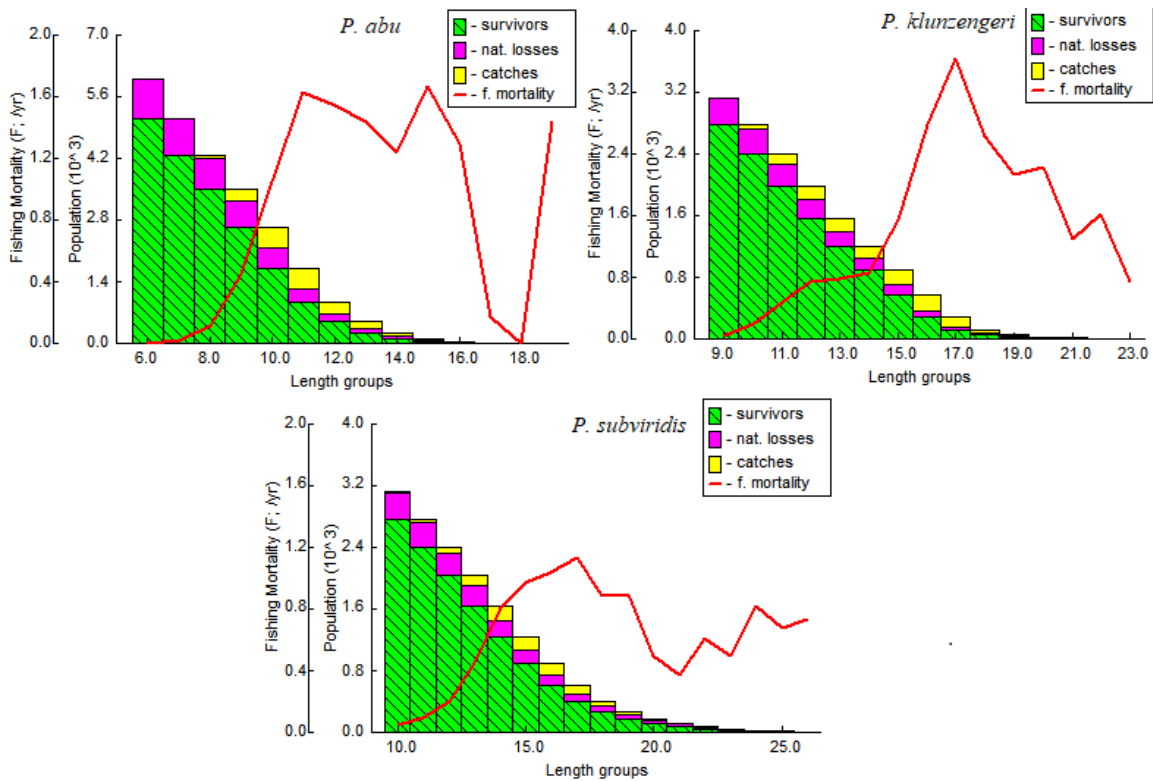 P. abu
- survivors
- nat. losses
- catches
- f. mortality
Fishing Mortality (F; /yr)
2.0
1.6
1.2
0.8
0.4
0.0
Population (10^ 3)
7.0
5.6
4.2
2.8
1.4
0.0
6.0 8.0 10.0 12.0 14.0 16.0 18.0
Length groups
P. klunzengeri
- survivors
- nat. losses
- catches
- f. mortality
Fishing Mortality (F; /yr)
4.0
3.2
2.4
1.6
0.8
0.0
Population (10^ 3)
4.0
3.2
2.4
1.6
0.8
0.0
9.0 11.0 13.0 15.0 17.0 19.0 21.0 23.0
Length groups
P. subviridis
- survivors
- nat. losses
- catches
- f. mortality
Fishing Mortality (F; /yr)
2.0
1.6
1.2
0.8
0.4
0.0
Population (10^ 3)
4.0
3.2
2.4
1.6
0.8
0.0
10.0 15.0 20.0 25.0
Length groups